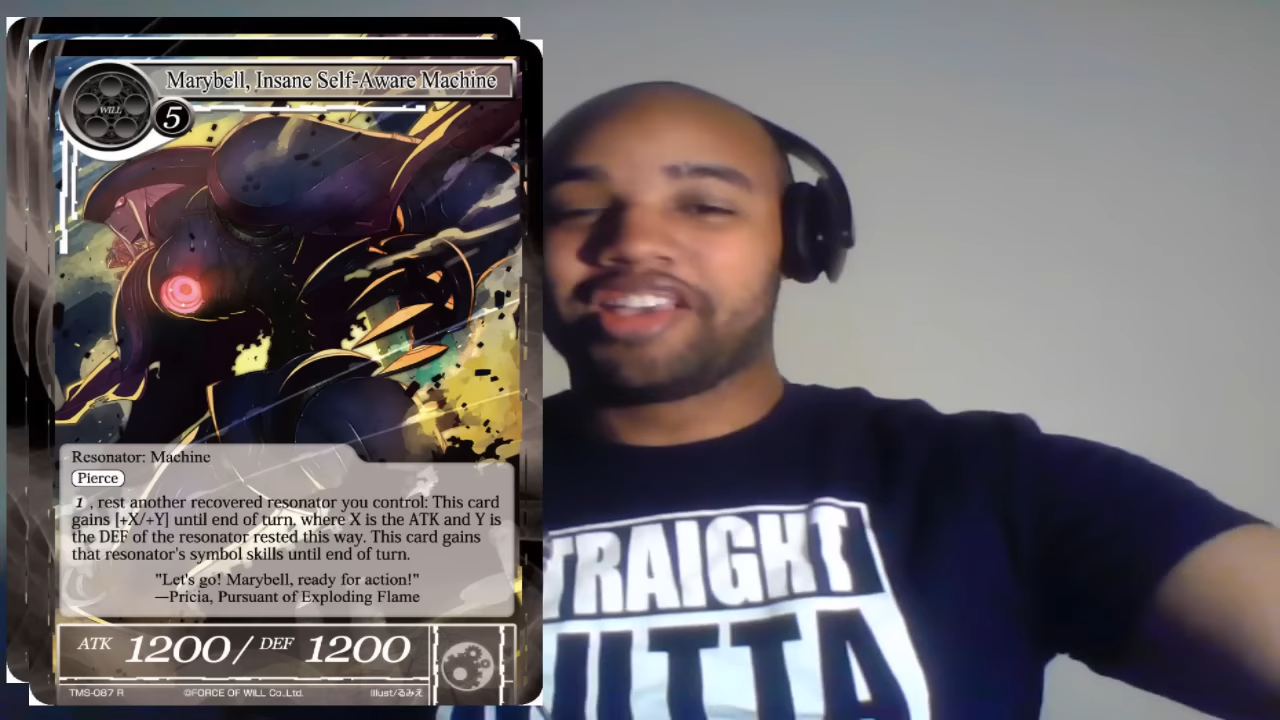 Marybell, Insane Self-Aware Machine
WILL
5
Resonator: Machine
Pierce
1 , rest another recovered resonator you control: This card
gains [+X/+Y] until end of turn, where X is the ATK and Y is
the DEF of the resonator rested this way. This card gains
that resonator's symbol skills until end of turn.
"Let's go! Marybell, ready for action!"
—Pricia, Pursuant of Exploding Flame
ATK 1200/ DEF 1200
TMS-087 R ©FORCE OF WILL Co.,Ltd. Illust/るみえ
TRAIGHT
UTTA